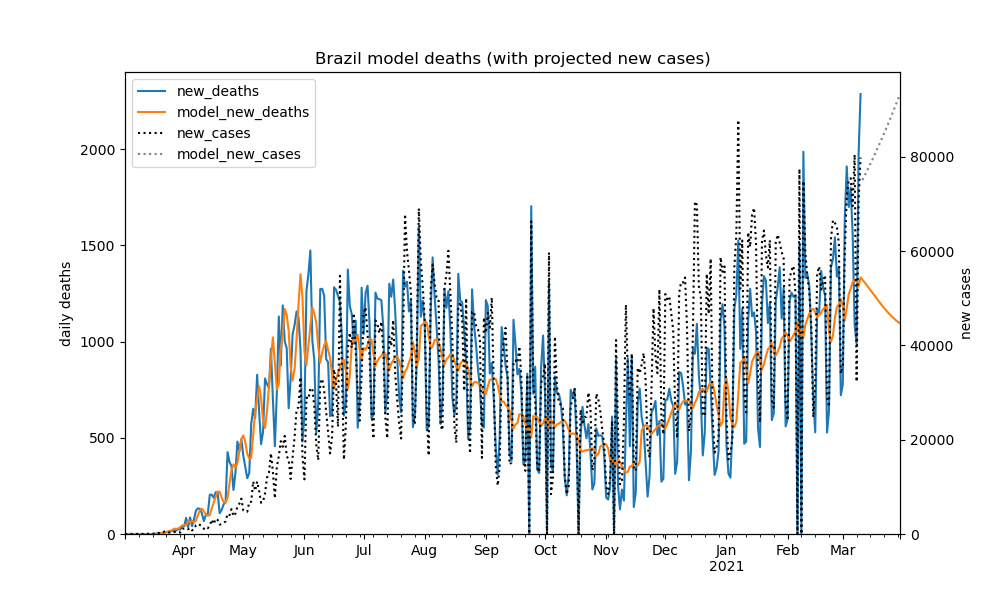 Brazil model deaths (with projected new cases)
new_deaths
model_new_deaths
new_cases
model_new_cases
daily deaths
2000
1500
1000
500
0
new cases
80000
60000
40000
20000
0
Apr May Jun Jul Aug Sep Oct Nov Dec Jan Feb Mar
2021